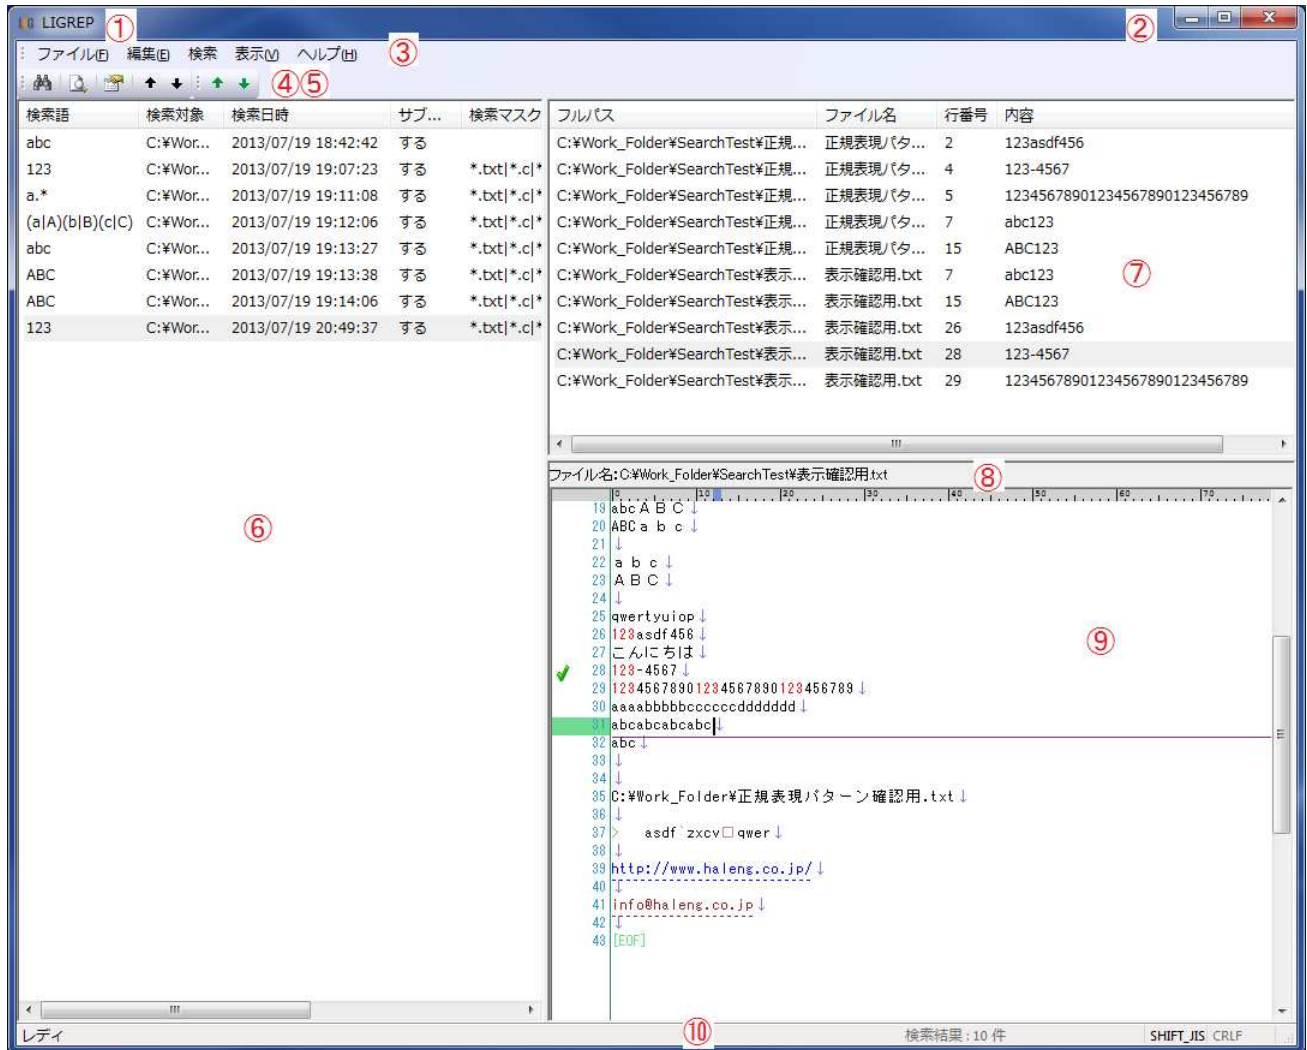 LIGREP ① ②
ファイル(F) 編集(E) 検索 表示(V) ヘルプ(H) ③
④⑤
検索語 検索対象 検索日時 サブ... 検索マスク
abc C:¥Wor... 2013/07/19 18:42:42 する
123 C:¥Wor... 2013/07/19 19:07:23 する *.txt|*.c|*
a.* C:¥Wor... 2013/07/19 19:11:08 する *.txt|*.c|*
(a|A)(b|B)(c|C) C:¥Wor... 2013/07/19 19:12:06 する *.txt|*.c|*
abc C:¥Wor... 2013/07/19 19:13:27 する *.txt|*.c|*
ABC C:¥Wor... 2013/07/19 19:13:38 する *.txt|*.c|*
ABC C:¥Wor... 2013/07/19 19:14:06 する *.txt|*.c|*
123 C:¥Wor... 2013/07/19 20:49:37 する *.txt|*.c|*
⑥
フルパス ファイル名 行番号 内容
C:¥Work_Folder¥SearchTest¥正規... 正規表現パタ... 2 123asdf456
C:¥Work_Folder¥SearchTest¥正規... 正規表現パタ... 4 123-4567
C:¥Work_Folder¥SearchTest¥正規... 正規表現パタ... 5 12345678901234567890123456789
C:¥Work_Folder¥SearchTest¥正規... 正規表現パタ... 7 abc123
C:¥Work_Folder¥SearchTest¥正規... 正規表現パタ... 15 ABC123
C:¥Work_Folder¥SearchTest¥表示... 表示確認用.txt 7 abc123
⑦
C:¥Work_Folder¥SearchTest¥表示... 表示確認用.txt 15 ABC123
C:¥Work_Folder¥SearchTest¥表示... 表示確認用.txt 26 123asdf456
C:¥Work_Folder¥SearchTest¥表示... 表示確認用.txt 28 123-4567
C:¥Work_Folder¥SearchTest¥表示... 表示確認用.txt 29 12345678901234567890123456789
ファイル名:C:¥Work_Folder¥SearchTest¥表示確認用.txt ⑧
0 10 20 30 40 50 60 70
19 abcＡＢＣ↓
20 ABCａｂｃ↓
21 ↓
22 ａｂｃ↓
23 ＡＢＣ↓
24 ↓
25 qwertyuiop↓
26 123asdf456↓
27 こんにちは↓
28 123-4567↓
29 12345678901234567890123456789↓
30 aaaabbbbbccccccddddddd↓
31 abcabcabcabc↓
32 abc↓
33 ↓
34 ↓
35 C:¥Work_Folder¥正規表現パターン確認用.txt↓
36 ↓
37 > asdf`zxcv□qwer↓
38 ↓
39 http://www.haleng.co.jp/↓
40 ↓
41 info@haleng.co.jp↓
42 ↓
43 [EOF]
⑨
レディ ⑩ 検索結果 : 10 件 SHIFT_JIS CRLF